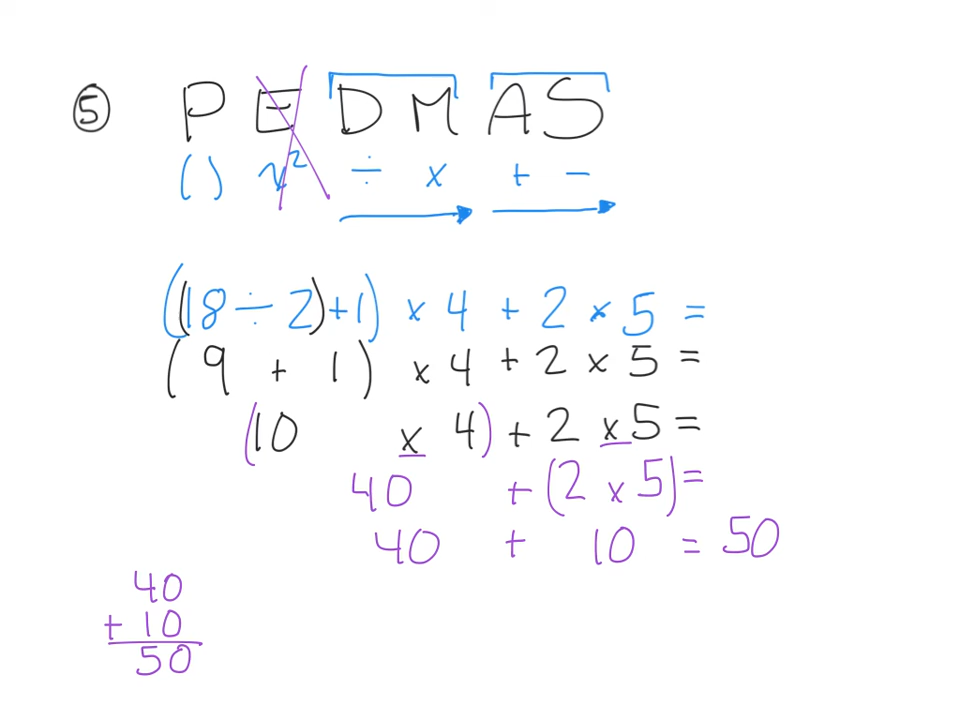 5 P E D M A S
( ) x² ÷ x + −
((18 ÷ 2) + 1) x 4 + 2 x 5 =
(9 + 1) x 4 + 2 x 5 =
(10 x 4) + 2 x 5 =
40 + (2 x 5) =
40 + 10 = 50
40
+ 10
50